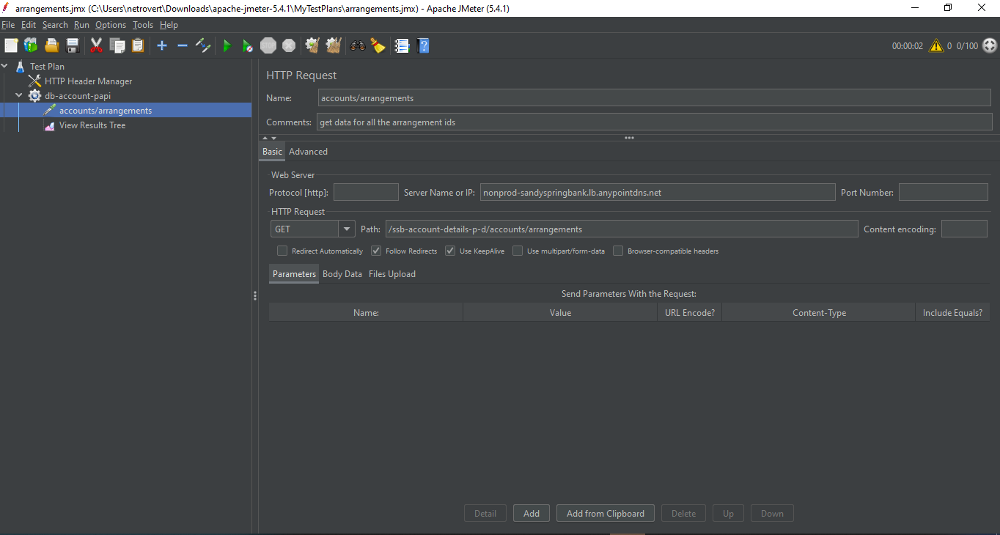 arrangements.jmx (C:\Users\netrovert\Downloads\apache-jmeter-5.4.1\MyTestPlans\arrangements.jmx) - Apache JMeter (5.4.1)
File Edit Search Run Options Tools Help
STOP 00:00:02 0 0/100
Test Plan
HTTP Header Manager
db-account-papi
accounts/arrangements
View Results Tree
HTTP Request
Name: accounts/arrangements
Comments: get data for all the arrangement ids
Basic Advanced
Web Server
Protocol [http]: Server Name or IP: nonprod-sandyspringbank.lb.anypointdns.net Port Number:
HTTP Request
GET Path: /ssb-account-details-p-d/accounts/arrangements Content encoding:
Redirect Automatically Follow Redirects Use KeepAlive Use multipart/form-data Browser-compatible headers
Parameters Body Data Files Upload
Send Parameters With the Request:
Name: Value URL Encode? Content-Type Include Equals?
Detail Add Add from Clipboard Delete Up Down